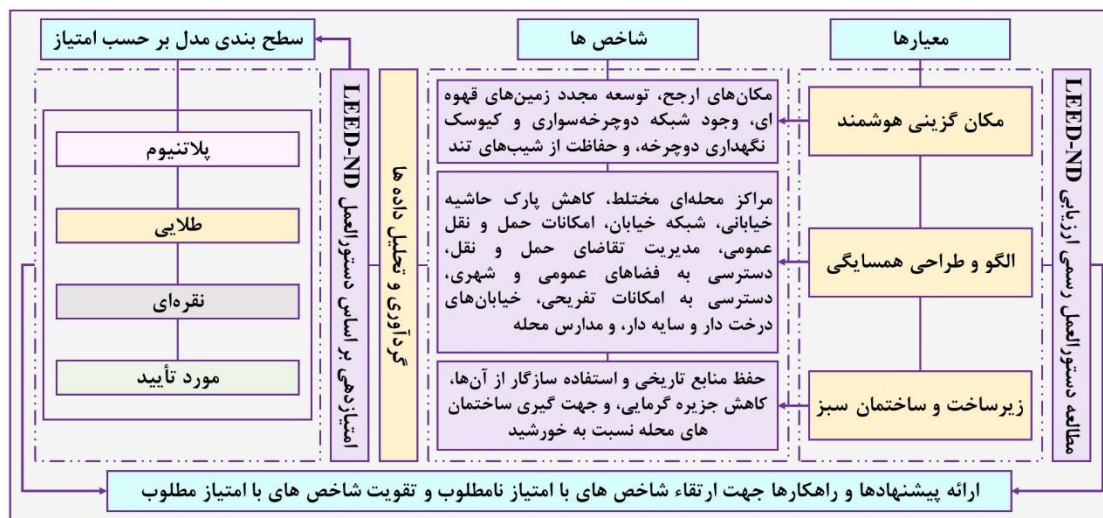 معیارها
شاخص ها
سطح بندی مدل بر حسب امتیاز
مطالعه دستورالعمل رسمی ارزیابی LEED-ND
مکان گزینی هوشمند
الگو و طراحی همسایگی
زیرساخت و ساختمان سبز
مکان‌های ارجح، توسعه مجدد زمین‌های قهوه
ای، وجود شبکه دوچرخه‌سواری و کیوسک
نگهداری دوچرخه، و حفاظت از شیب‌های تند
مراکز محله‌ای مختلط، کاهش پارک حاشیه
خیابانی، شبکه خیابان، امکانات حمل و نقل
عمومی، مدیریت تقاضای حمل و نقل،
دسترسی به فضاهای عمومی و شهری،
دسترسی به امکانات تفریحی، خیابان‌های
درخت دار و سایه دار، و مدارس محله
حفظ منابع تاریخی و استفاده سازگار از آن‌ها،
کاهش جزیره گرمایی، و جهت گیری ساختمان
های محله نسبت به خورشید
گردآوری و تحلیل داده ها
امتیازدهی بر اساس دستورالعمل LEED-ND
پلاتنیوم
طلایی
نقره‌ای
مورد تأیید
ارائه پیشنهادها و راهکارها جهت ارتقاء شاخص های با امتیاز نامطلوب و تقویت شاخص های با امتیاز مطلوب